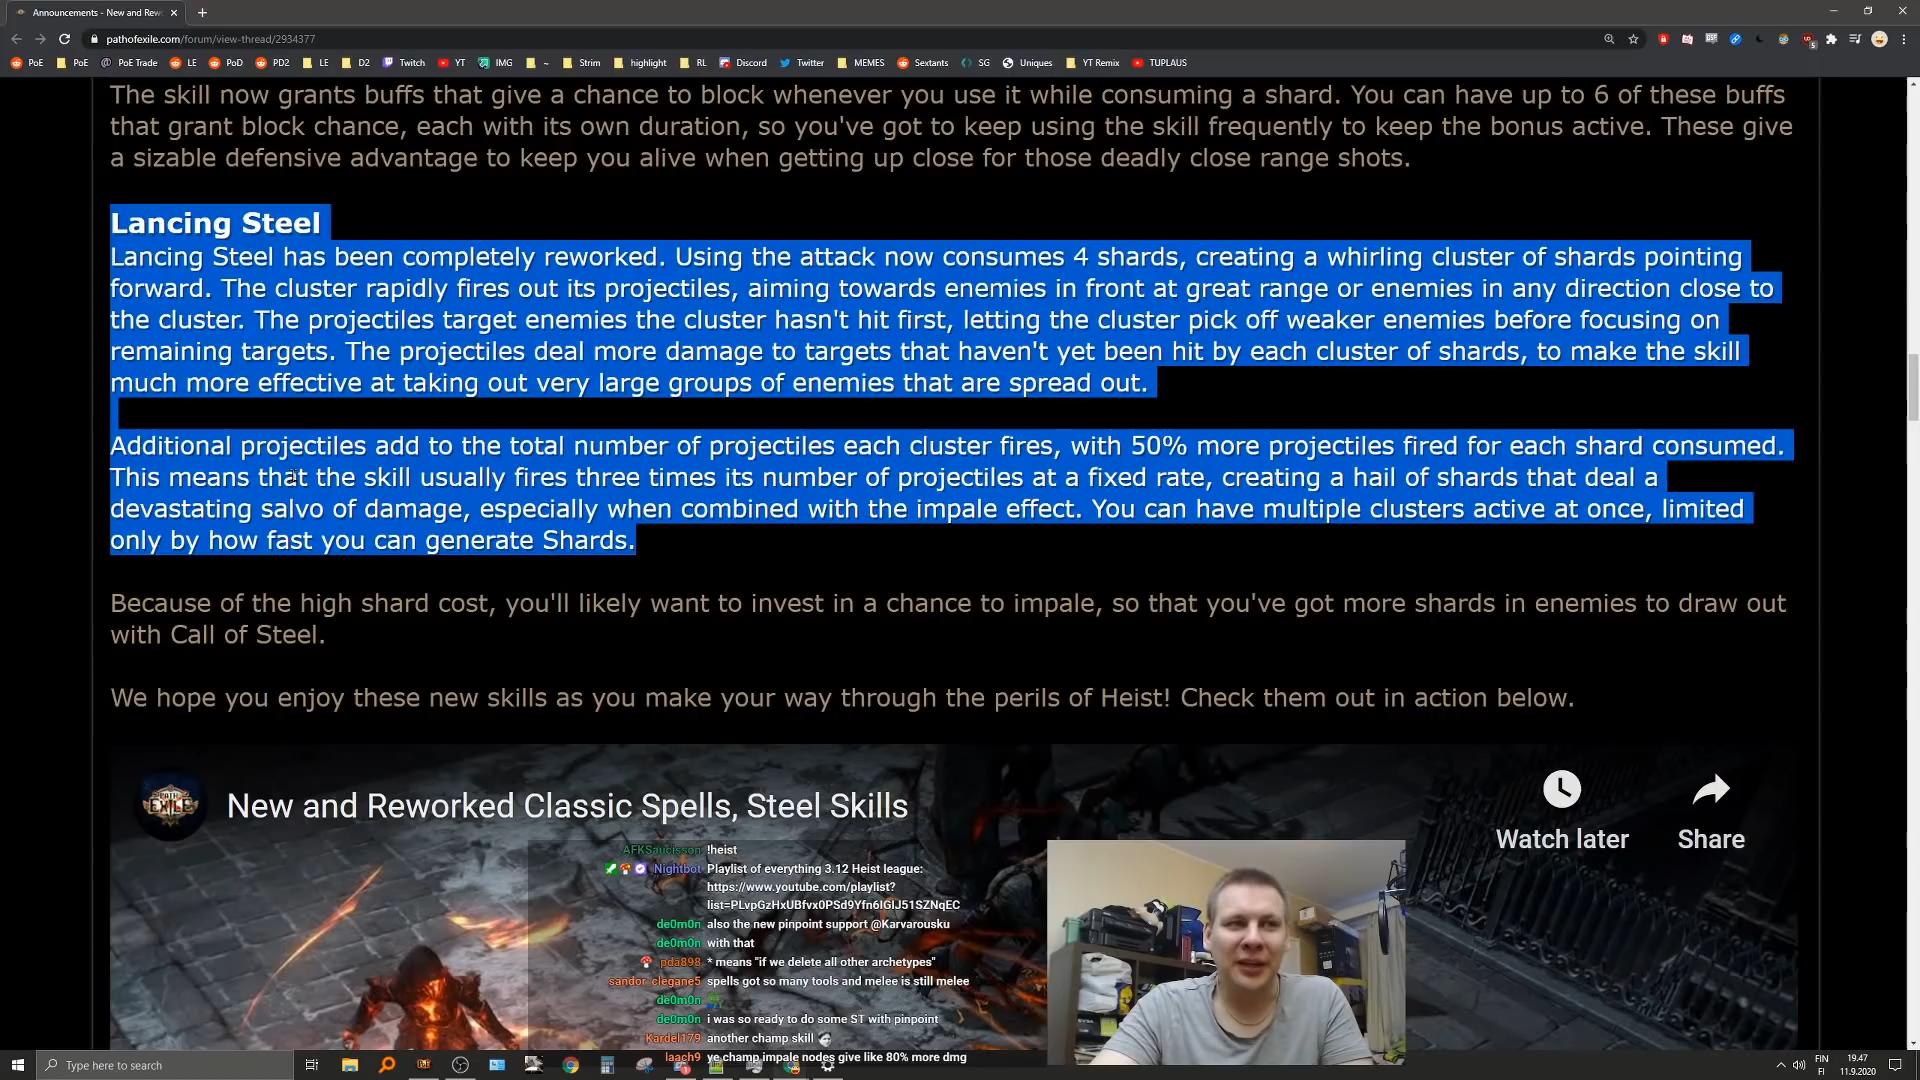 Announcements - New and Rew
pathofexile.com/forum/view-thread/2934377
PoE PoE PoE Trade LE PoD PD2 LE D2 Twitch YT IMG ~ Strim highlight RL Discord Twitter MEMES Sextants SG Uniques YT Remix TUPLAUS
The skill now grants buffs that give a chance to block whenever you use it while consuming a shard. You can have up to 6 of these buffs
that grant block chance, each with its own duration, so you've got to keep using the skill frequently to keep the bonus active. These give
a sizable defensive advantage to keep you alive when getting up close for those deadly close range shots.
Lancing Steel
Lancing Steel has been completely reworked. Using the attack now consumes 4 shards, creating a whirling cluster of shards pointing
forward. The cluster rapidly fires out its projectiles, aiming towards enemies in front at great range or enemies in any direction close to
the cluster. The projectiles target enemies the cluster hasn't hit first, letting the cluster pick off weaker enemies before focusing on
remaining targets. The projectiles deal more damage to targets that haven't yet been hit by each cluster of shards, to make the skill
much more effective at taking out very large groups of enemies that are spread out.
Additional projectiles add to the total number of projectiles each cluster fires, with 50% more projectiles fired for each shard consumed.
This means that the skill usually fires three times its number of projectiles at a fixed rate, creating a hail of shards that deal a
devastating salvo of damage, especially when combined with the impale effect. You can have multiple clusters active at once, limited
only by how fast you can generate Shards.
Because of the high shard cost, you'll likely want to invest in a chance to impale, so that you've got more shards in enemies to draw out
with Call of Steel.
We hope you enjoy these new skills as you make your way through the perils of Heist! Check them out in action below.
New and Reworked Classic Spells, Steel Skills
Watch later
Share
AFKSaucisson !heist
Nightbot Playlist of everything 3.12 Heist league:
https://www.youtube.com/playlist?
de0m0n also the new pinpoint support @Karvarousku
de0m0n with that
pda898 * means "if we delete all other archetypes"
sandor_clegane5 spells got so many tools and melee is still melee
de0m0n
de0m0n i was so ready to do some ST with pinpoint
Kardel179 another champ skill
laach9 ye champ impale nodes give like 80% more dmg
Type here to search
FIN
FI
19.47
11.9.2020